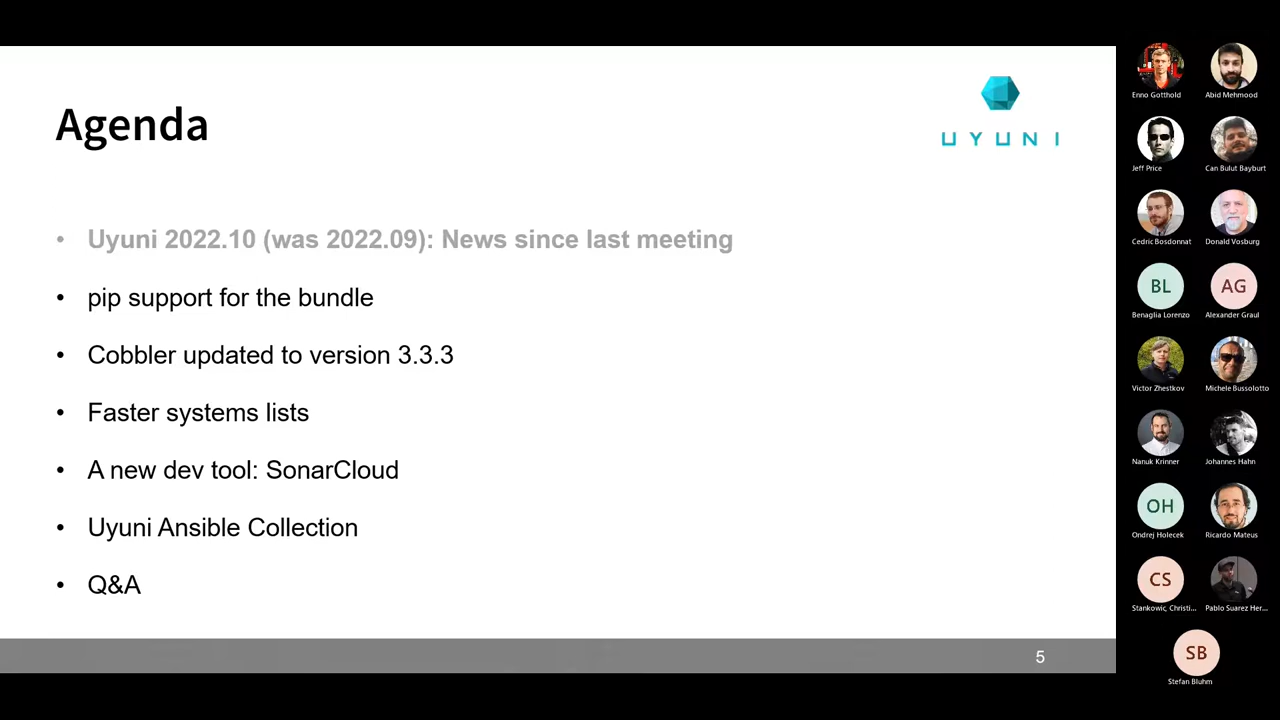 Agenda
UYUNI
• Uyuni 2022.10 (was 2022.09): News since last meeting
• pip support for the bundle
• Cobbler updated to version 3.3.3
• Faster systems lists
• A new dev tool: SonarCloud
• Uyuni Ansible Collection
• Q&A
5
Enno Gotthold
Abid Mehmood
Jeff Price
Can Bulut Bayburt
Cedric Bosdonnat
Donald Vosburg
BL
AG
Benaglia Lorenzo
Alexander Graul
Victor Zhestkov
Michele Bussolotto
Nanuk Krinner
Johannes Hahn
OH
Ondrej Holecek
Ricardo Mateus
CS
Stankowic, Christi...
Pablo Suarez Her...
SB
Stefan Bluhm